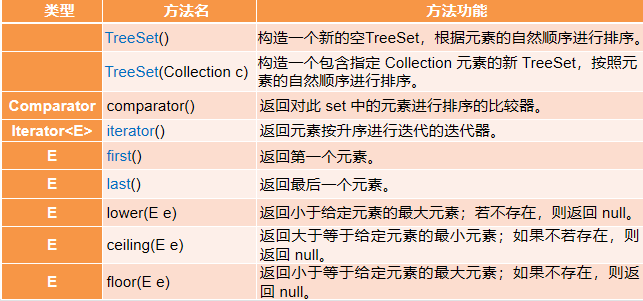 类型 方法名 方法功能
TreeSet() 构造一个新的空TreeSet，根据元素的自然顺序进行排序。
TreeSet(Collection c) 构造一个包含指定 Collection 元素的新 TreeSet，按照元
素的自然顺序进行排序。
Comparator comparator() 返回对此 set 中的元素进行排序的比较器。
Iterator<E> iterator() 返回元素按升序进行迭代的迭代器。
E first() 返回第一个元素。
E last() 返回最后一个元素。
E lower(E e) 返回小于给定元素的最大元素；若不存在，则返回 null。
E ceiling(E e) 返回大于等于给定元素的最小元素；如果不若存在，则
返回 null。
E floor(E e) 返回小于等于给定元素的最大元素；如果不存在，则返
回 null。